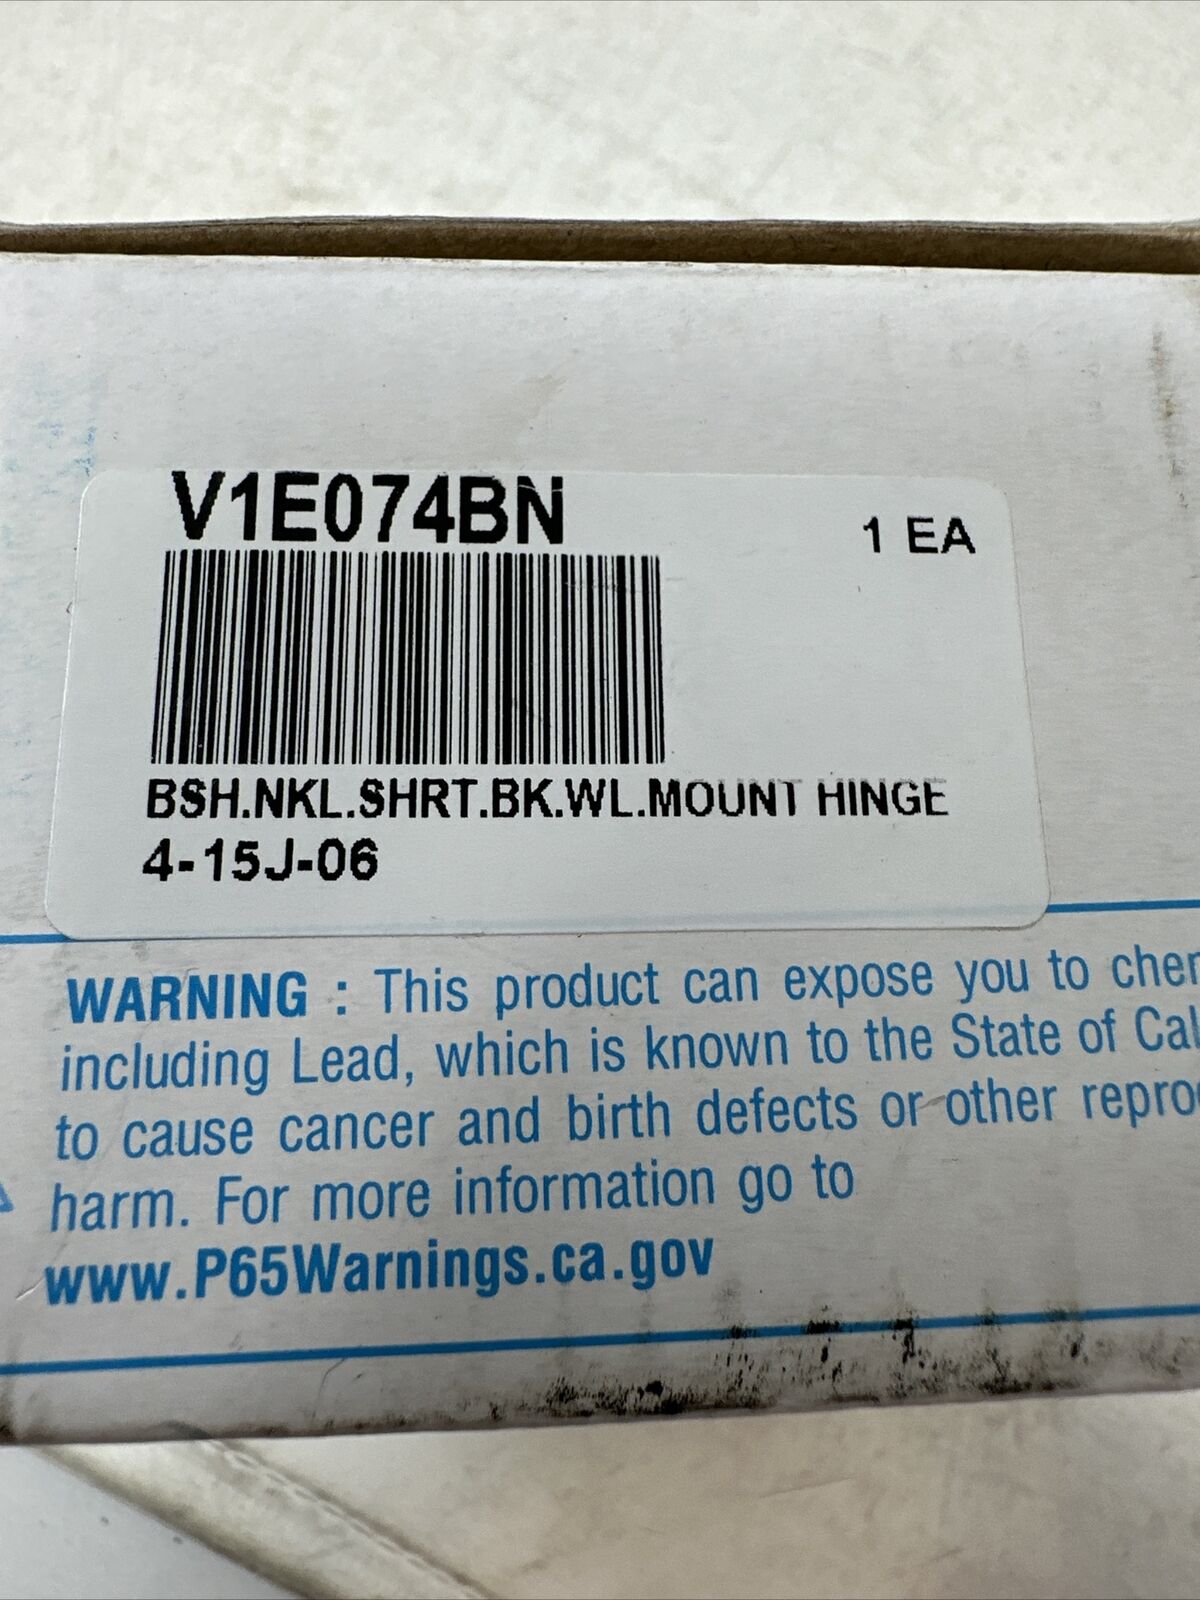 V1E074BN
1 EA
BSH.NKL.SHRT.BK.WL.MOUNT HINGE
4-15J-06
WARNING : This product can expose you to
including Lead, which is known to the State of
to cause cancer and birth defects or other
harm. For more information go to
www.P65Warnings.ca.gov